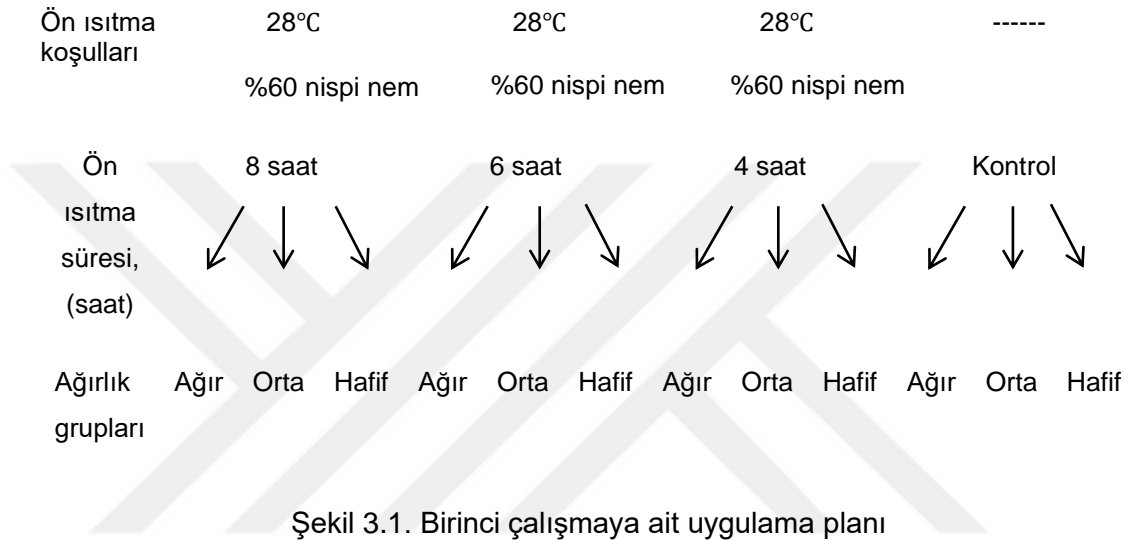 Ön ısıtma 28℃ 28℃ 28℃ ------
koşulları
%60 nispi nem %60 nispi nem %60 nispi nem
Ön 8 saat 6 saat 4 saat Kontrol
ısıtma
süresi,
(saat)
Ağırlık Ağır Orta Hafif Ağır Orta Hafif Ağır Orta Hafif Ağır Orta Hafif
grupları
Şekil 3.1. Birinci çalışmaya ait uygulama planı